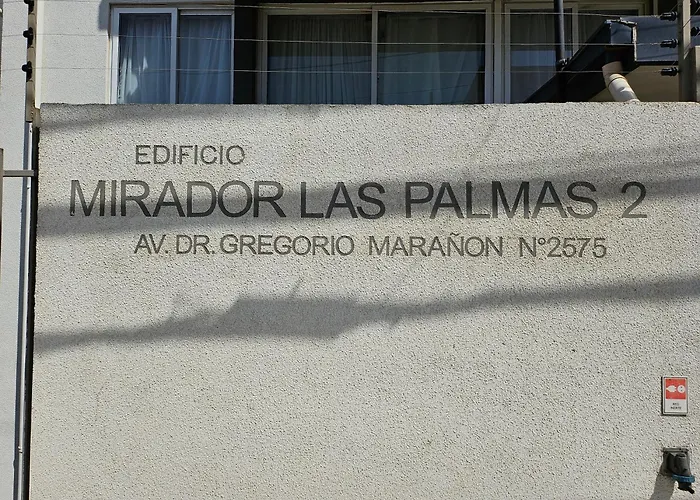 EDIFICIO
MIRADOR LAS PALMAS 2
AV. DR. GREGORIO MARAÑON N°2575